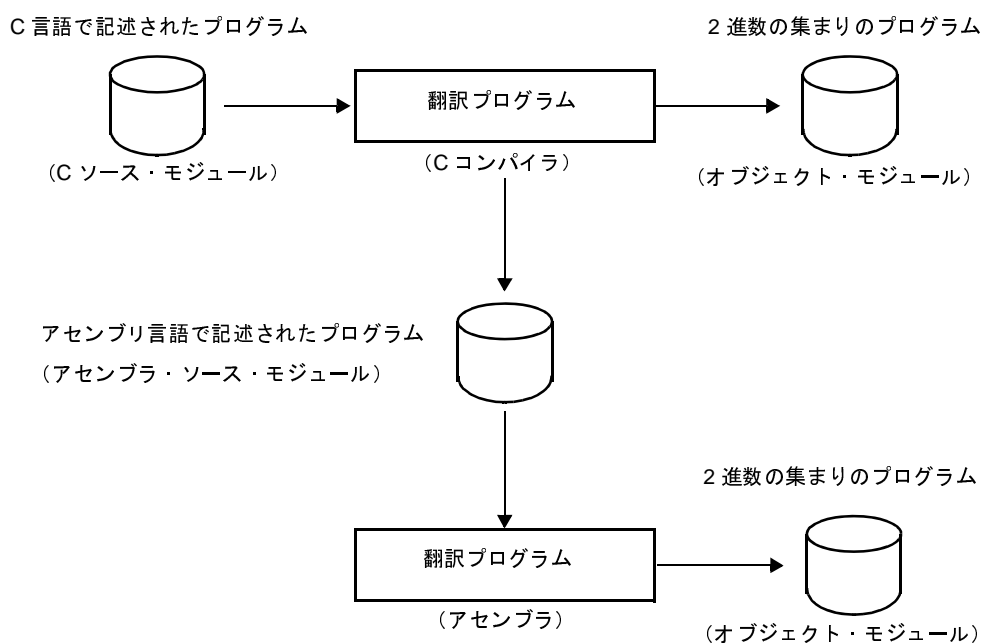 C 言語で記述されたプログラム
2 進数の集まりのプログラム
翻訳プログラム
(C ソース・モジュール)
(C コンパイラ)
(オブジェクト・モジュール)
アセンブリ言語で記述されたプログラム
(アセンブラ・ソース・モジュール)
2 進数の集まりのプログラム
翻訳プログラム
(アセンブラ)
(オブジェクト・モジュール)